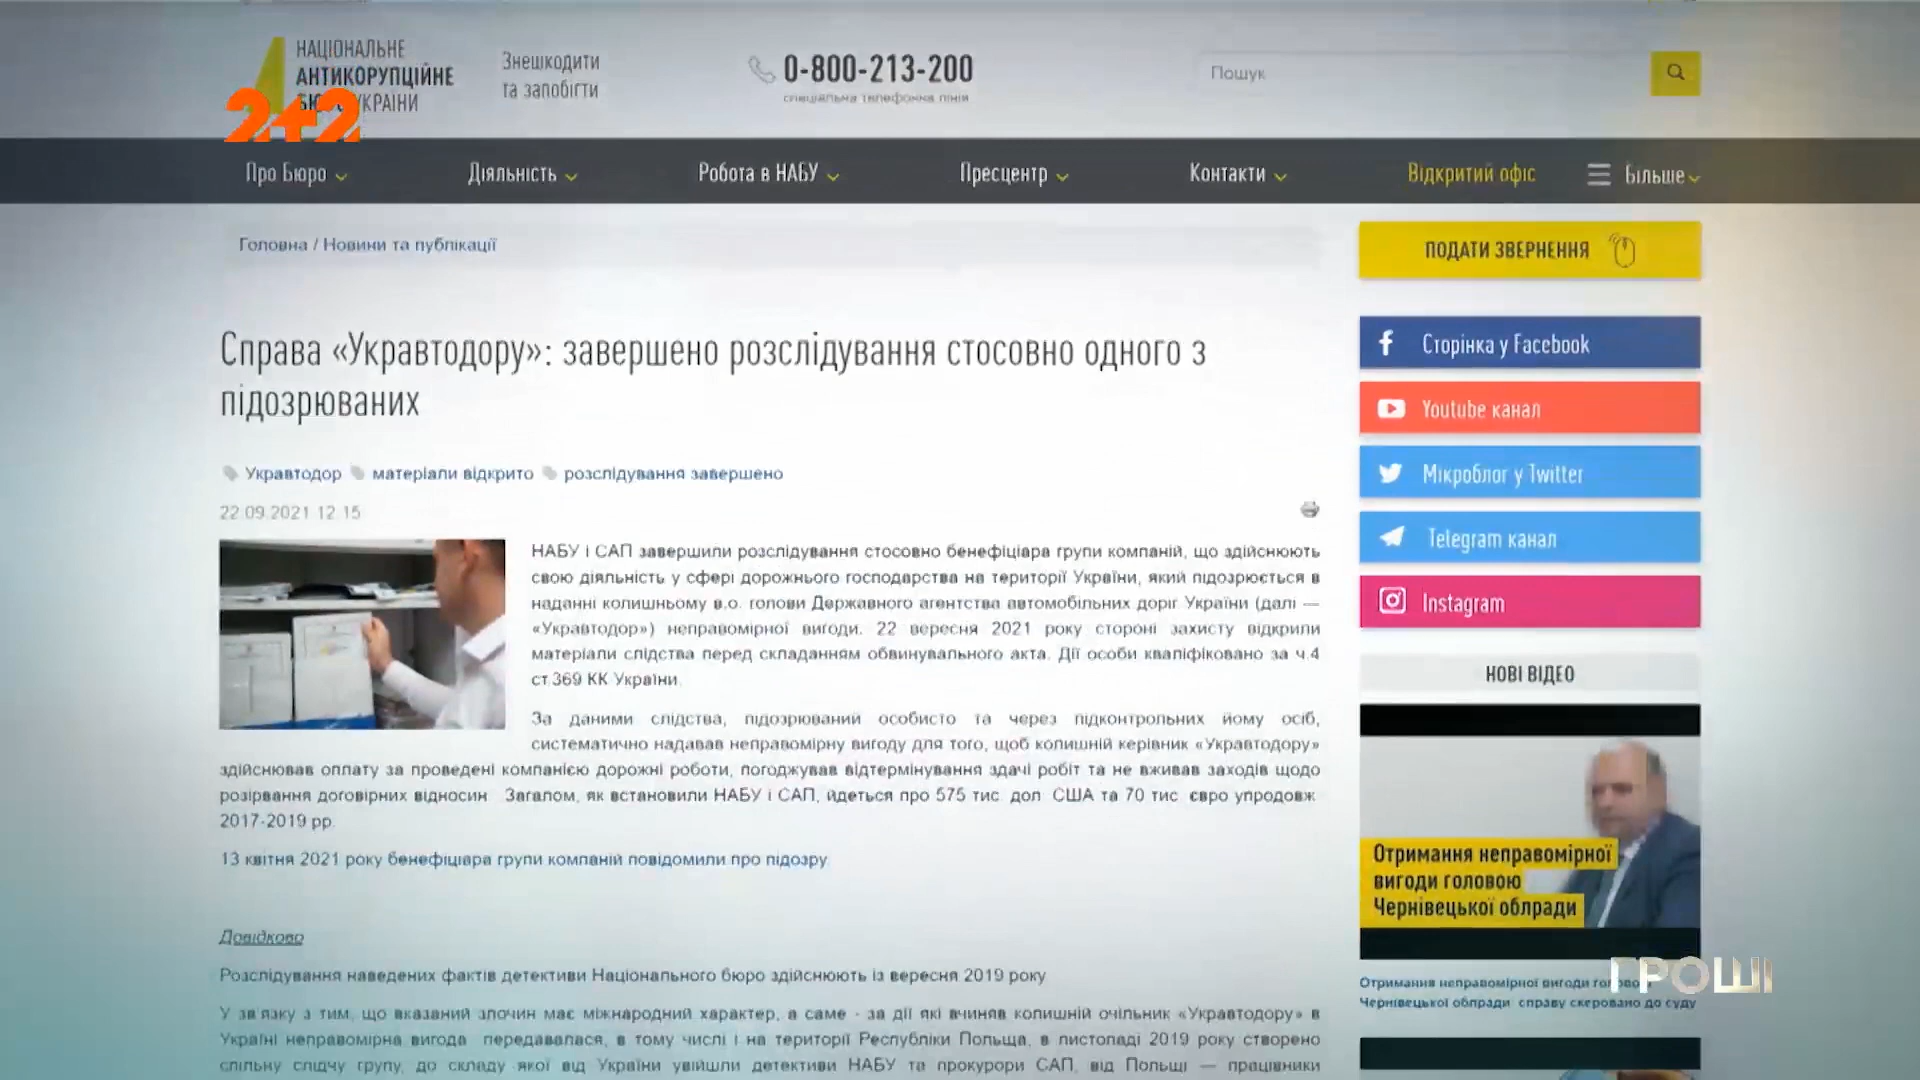 НАЦІОНАЛЬНЕ
АНТИКОРУПЦІЙНЕ
БЮРО УКРАЇНИ
2+2
Знешкодити
та запобігти
0-800-213-200
спеціальна телефонна лінія
Пошук
Про Бюро
Діяльність
Робота в НАБУ
Пресцентр
Контакти
Відкритий офіс
Більше
Головна / Новини та публікації
Справа «Укравтодору»: завершено розслідування стосовно одного з
підозрюваних
Укравтодор
матеріали відкрито
розслідування завершено
22.09.2021 12:15
НАБУ і САП завершили розслідування стосовно бенефіціара групи компаній, що здійснюють
свою діяльність у сфері дорожнього господарства на території України, який підозрюється в
наданні колишньому в.о. голови Державного агентства автомобільних доріг України (далі —
«Укравтодор») неправомірної вигоди. 22 вересня 2021 року стороні захисту відкрили
матеріали слідства перед складанням обвинувального акта. Дії особи кваліфіковано за ч.4
ст.369 КК України.
За даними слідства, підозрюваний особисто та через підконтрольних йому осіб,
систематично надавав неправомірну вигоду для того, щоб колишній керівник «Укравтодору»
здійснював оплату за проведені компанією дорожні роботи, погоджував відтермінування здачі робіт та не вживав заходів щодо
розірвання договірних відносин. Загалом, як встановили НАБУ і САП, йдеться про 575 тис. дол. США та 70 тис. євро упродовж
2017-2019 рр.
13 квітня 2021 року бенефіціара групи компаній повідомили про підозру.
Довідково
Розслідування наведених фактів детективи Національного бюро здійснюють із вересня 2019 року.
У зв'язку з тим, що вказаний злочин має міжнародний характер, а саме - за дії які вчиняв колишній очільник «Укравтодору» в
Україні неправомірна вигода передавалася, в тому числі і на території Республіки Польща, в листопаді 2019 року створено
спільну слідчу групу, до складу якої від України увійшли детективи НАБУ та прокурори САП, від Польщі — працівники
ПОДАТИ ЗВЕРНЕННЯ
Сторінка у Facebook
Youtube канал
Мікроблог у Twitter
Telegram канал
Instagram
НОВІ ВІДЕО
Отримання неправомірної
вигоди головою
Чернівецької облради
Отримання неправомірної вигоди головою
Чернівецької облради: справу скеровано до суду
ГРОШІ